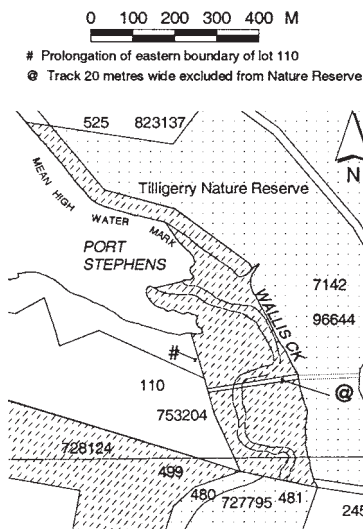 0 100 200 300 400 M
# Prolongation of eastern boundary of lot 110
@ Track 20 metres wide excluded from Nature Reserve
525 823137
Tilligerry Nature Reserve
N
MEAN HIGH WATER MARK
PORT
STEPHENS
WALLIS CK
7142
96644
#
110
@
753204
728124
499
480
727795
481
245